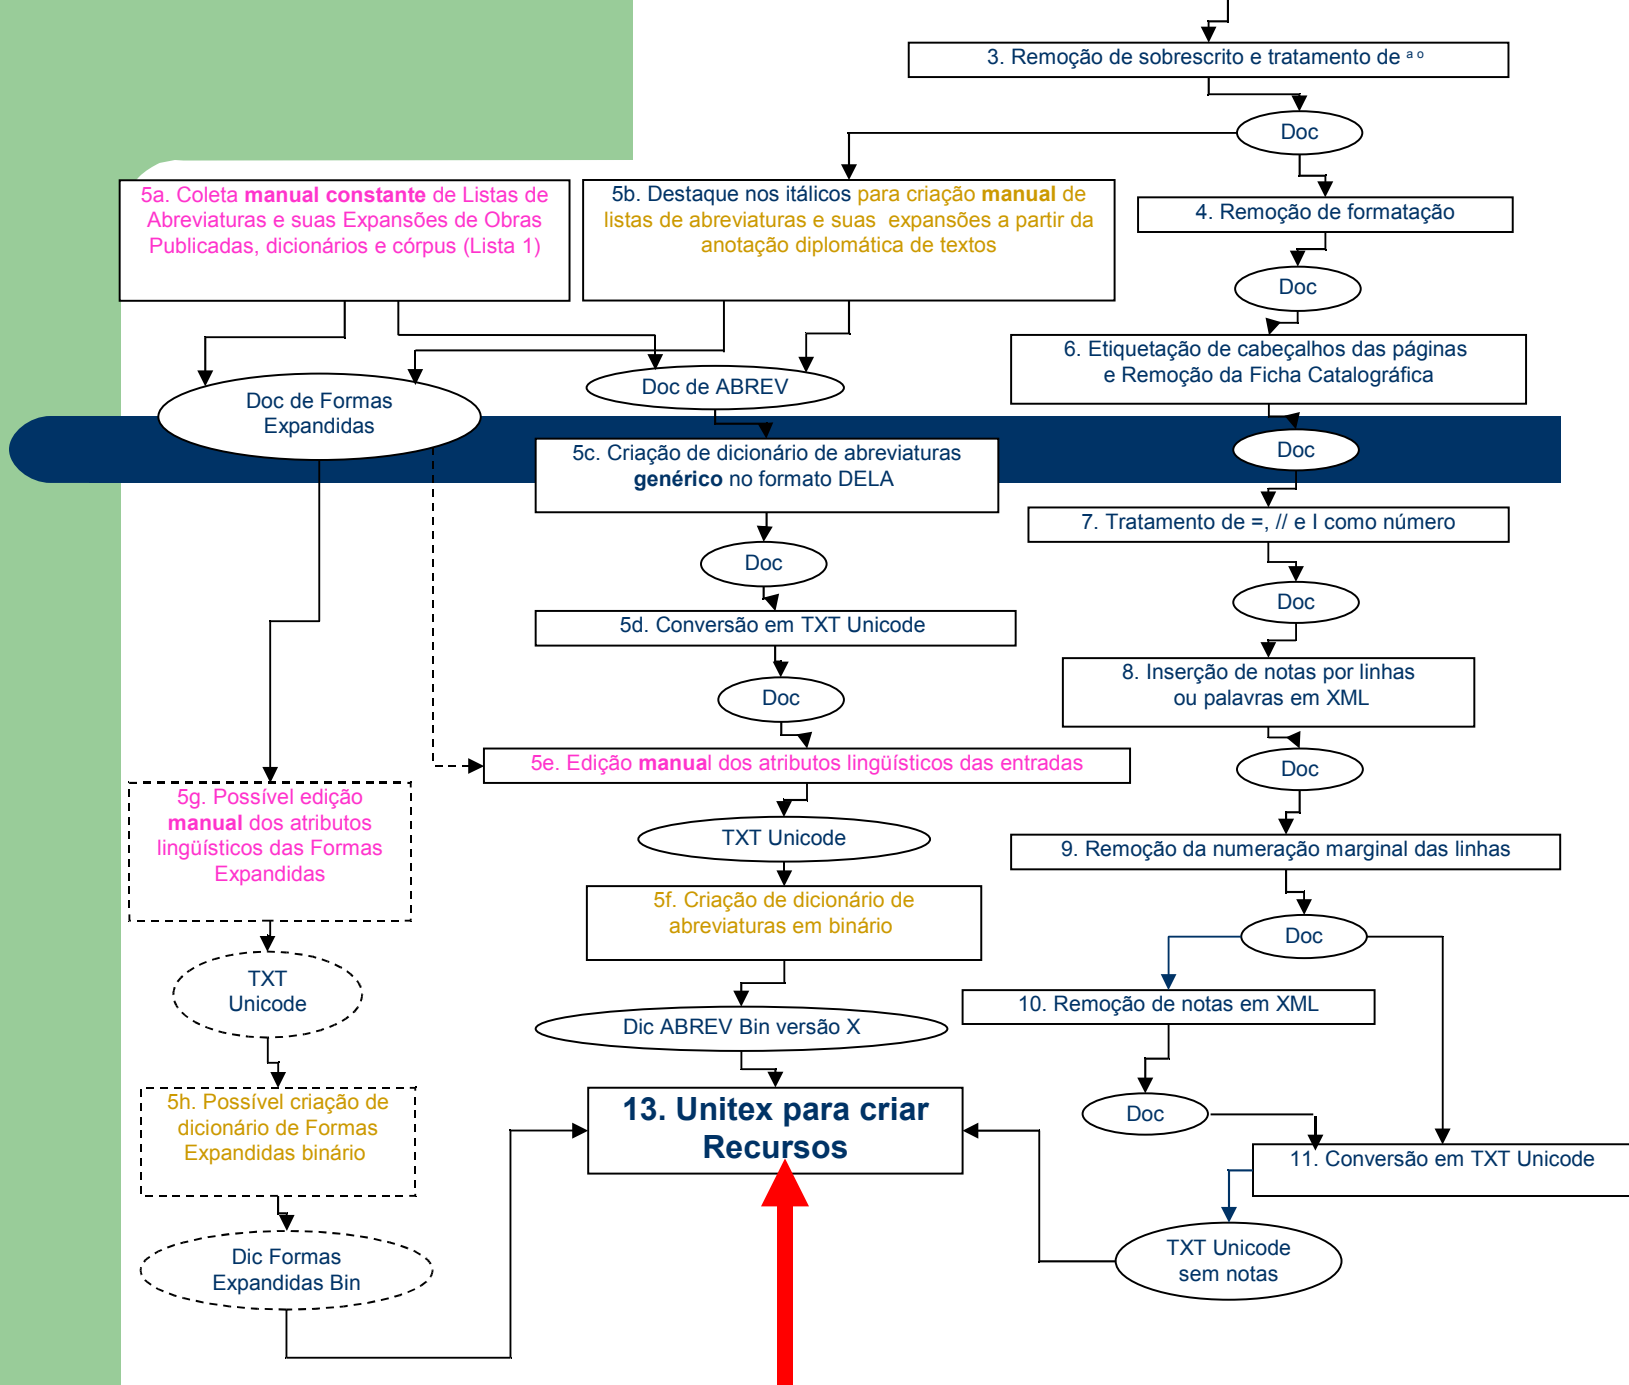 3. Remoção de sobrescrito e tratamento de ª º
Doc
5a. Coleta manual constante de Listas de
Abreviaturas e suas Expansões de Obras
Publicadas, dicionários e córpus (Lista 1)
5b. Destaque nos itálicos para criação manual de
listas de abreviaturas e suas expansões a partir da
anotação diplomática de textos
4. Remoção de formatação
Doc
6. Etiquetação de cabeçalhos das páginas
e Remoção da Ficha Catalográfica
Doc de Formas
Expandidas
Doc de ABREV
Doc
5c. Criação de dicionário de abreviaturas
genérico no formato DELA
7. Tratamento de =, // e I como número
Doc
Doc
5d. Conversão em TXT Unicode
8. Inserção de notas por linhas
ou palavras em XML
Doc
5e. Edição manual dos atributos lingüísticos das entradas
Doc
5g. Possível edição
manual dos atributos
lingüísticos das Formas
Expandidas
TXT Unicode
9. Remoção da numeração marginal das linhas
5f. Criação de dicionário de
abreviaturas em binário
Doc
TXT
Unicode
10. Remoção de notas em XML
Dic ABREV Bin versão X
5h. Possível criação de
dicionário de Formas
Expandidas binário
13. Unitex para criar
Recursos
Doc
11. Conversão em TXT Unicode
Dic Formas
Expandidas Bin
TXT Unicode
sem notas